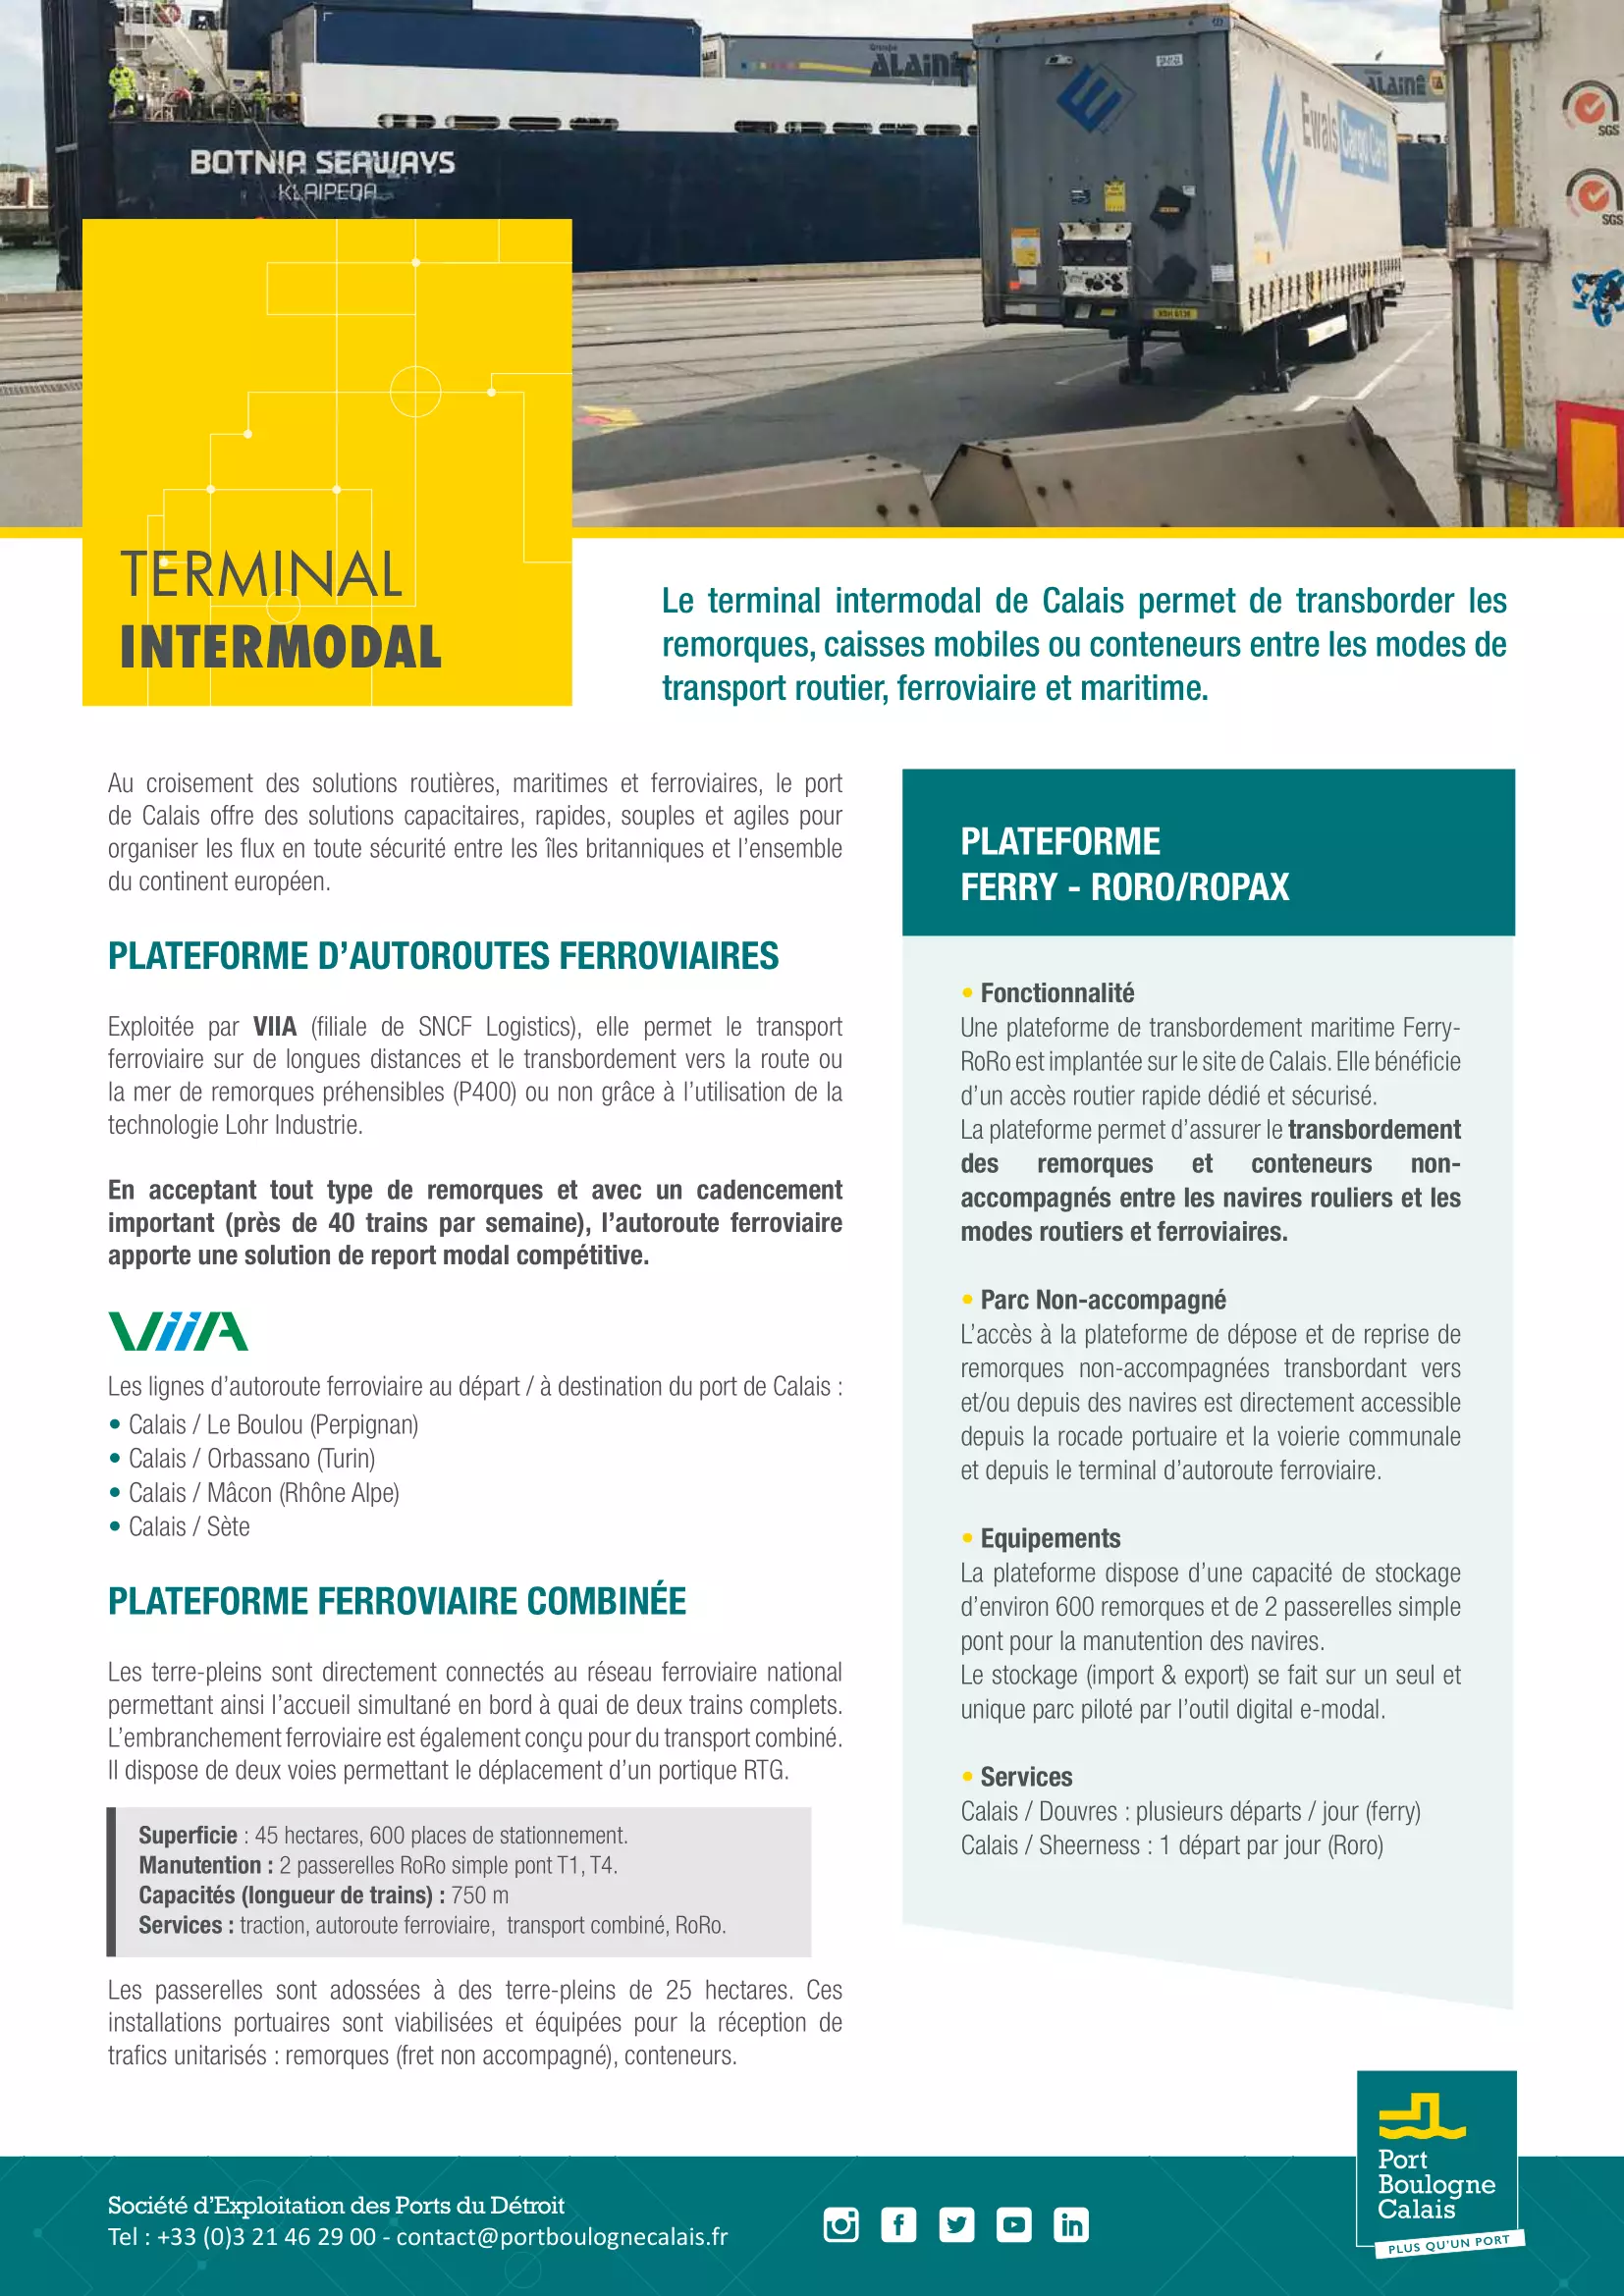 BOTNIA SEAWAYS
KLAIPEDA
Groupe
ALAINÉ
ALAINÉ
Ewals
Cargo Care
SGS
SGS
TERMINAL
INTERMODAL
Le terminal intermodal de Calais permet de transborder les
remorques, caisses mobiles ou conteneurs entre les modes de
transport routier, ferroviaire et maritime.
Au croisement des solutions routières, maritimes et ferroviaires, le port
de Calais offre des solutions capacitaires, rapides, souples et agiles pour
organiser les flux en toute sécurité entre les îles britanniques et l’ensemble
du continent européen.
PLATEFORME D’AUTOROUTES FERROVIAIRES
Exploitée par VIIA (filiale de SNCF Logistics), elle permet le transport
ferroviaire sur de longues distances et le transbordement vers la route ou
la mer de remorques préhensibles (P400) ou non grâce à l’utilisation de la
technologie Lohr Industrie.
En acceptant tout type de remorques et avec un cadencement
important (près de 40 trains par semaine), l’autoroute ferroviaire
apporte une solution de report modal compétitive.
ViiA
Les lignes d’autoroute ferroviaire au départ / à destination du port de Calais :
• Calais / Le Boulou (Perpignan)
• Calais / Orbassano (Turin)
• Calais / Mâcon (Rhône Alpe)
• Calais / Sète
PLATEFORME FERROVIAIRE COMBINÉE
Les terre-pleins sont directement connectés au réseau ferroviaire national
permettant ainsi l’accueil simultané en bord à quai de deux trains complets.
L’embranchement ferroviaire est également conçu pour du transport combiné.
Il dispose de deux voies permettant le déplacement d’un portique RTG.
Superficie : 45 hectares, 600 places de stationnement.
Manutention : 2 passerelles RoRo simple pont T1, T4.
Capacités (longueur de trains) : 750 m
Services : traction, autoroute ferroviaire, transport combiné, RoRo.
Les passerelles sont adossées à des terre-pleins de 25 hectares. Ces
installations portuaires sont viabilisées et équipées pour la réception de
trafics unitarisés : remorques (fret non accompagné), conteneurs.
PLATEFORME
FERRY - RORO/ROPAX
• Fonctionnalité
Une plateforme de transbordement maritime Ferry-
RoRo est implantée sur le site de Calais. Elle bénéficie
d’un accès routier rapide dédié et sécurisé.
La plateforme permet d’assurer le transbordement
des remorques et conteneurs non-
accompagnés entre les navires rouliers et les
modes routiers et ferroviaires.
• Parc Non-accompagné
L’accès à la plateforme de dépose et de reprise de
remorques non-accompagnées transbordant vers
et/ou depuis des navires est directement accessible
depuis la rocade portuaire et la voierie communale
et depuis le terminal d’autoroute ferroviaire.
• Equipements
La plateforme dispose d’une capacité de stockage
d’environ 600 remorques et de 2 passerelles simple
pont pour la manutention des navires.
Le stockage (import & export) se fait sur un seul et
unique parc piloté par l’outil digital e-modal.
• Services
Calais / Douvres : plusieurs départs / jour (ferry)
Calais / Sheerness : 1 départ par jour (Roro)
Société d’Exploitation des Ports du Détroit
Tel : +33 (0)3 21 46 29 00 - contact@portboulognecalais.fr
Port
Boulogne
Calais
PLUS QU’UN PORT